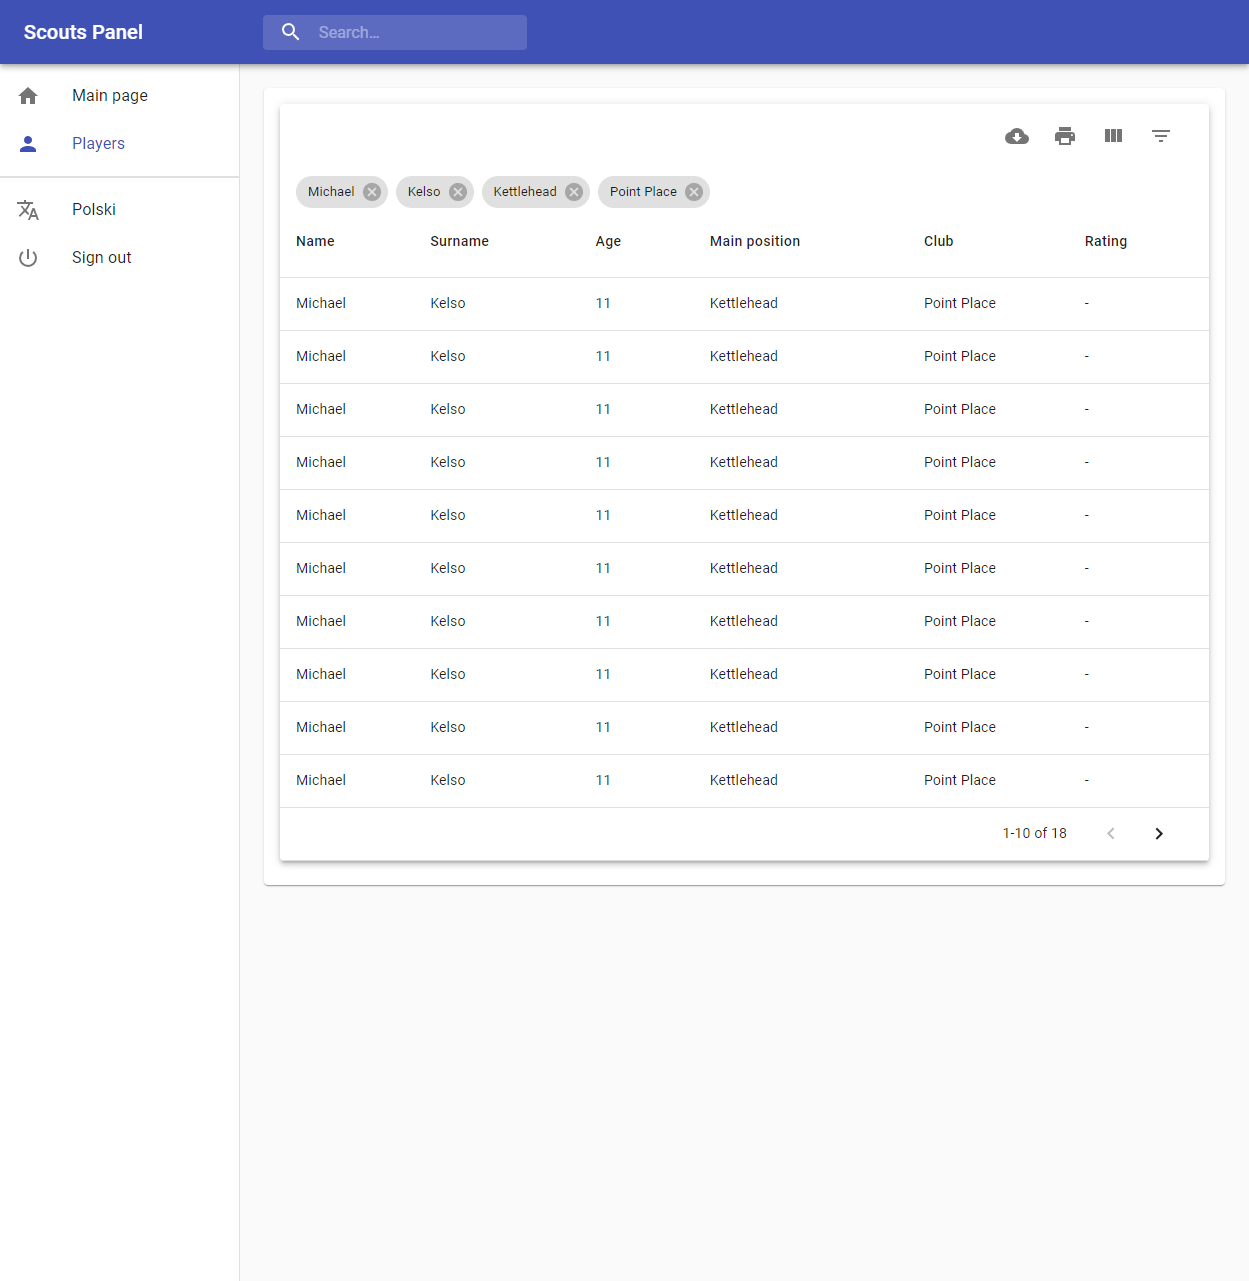 Scouts Panel Search...
Main page
Players
Polski
Sign out
Michael Kelso Kettlehead Point Place
Name Surname Age Main position Club Rating
Michael Kelso 11 Kettlehead Point Place -
Michael Kelso 11 Kettlehead Point Place -
Michael Kelso 11 Kettlehead Point Place -
Michael Kelso 11 Kettlehead Point Place -
Michael Kelso 11 Kettlehead Point Place -
Michael Kelso 11 Kettlehead Point Place -
Michael Kelso 11 Kettlehead Point Place -
Michael Kelso 11 Kettlehead Point Place -
Michael Kelso 11 Kettlehead Point Place -
Michael Kelso 11 Kettlehead Point Place -
1-10 of 18